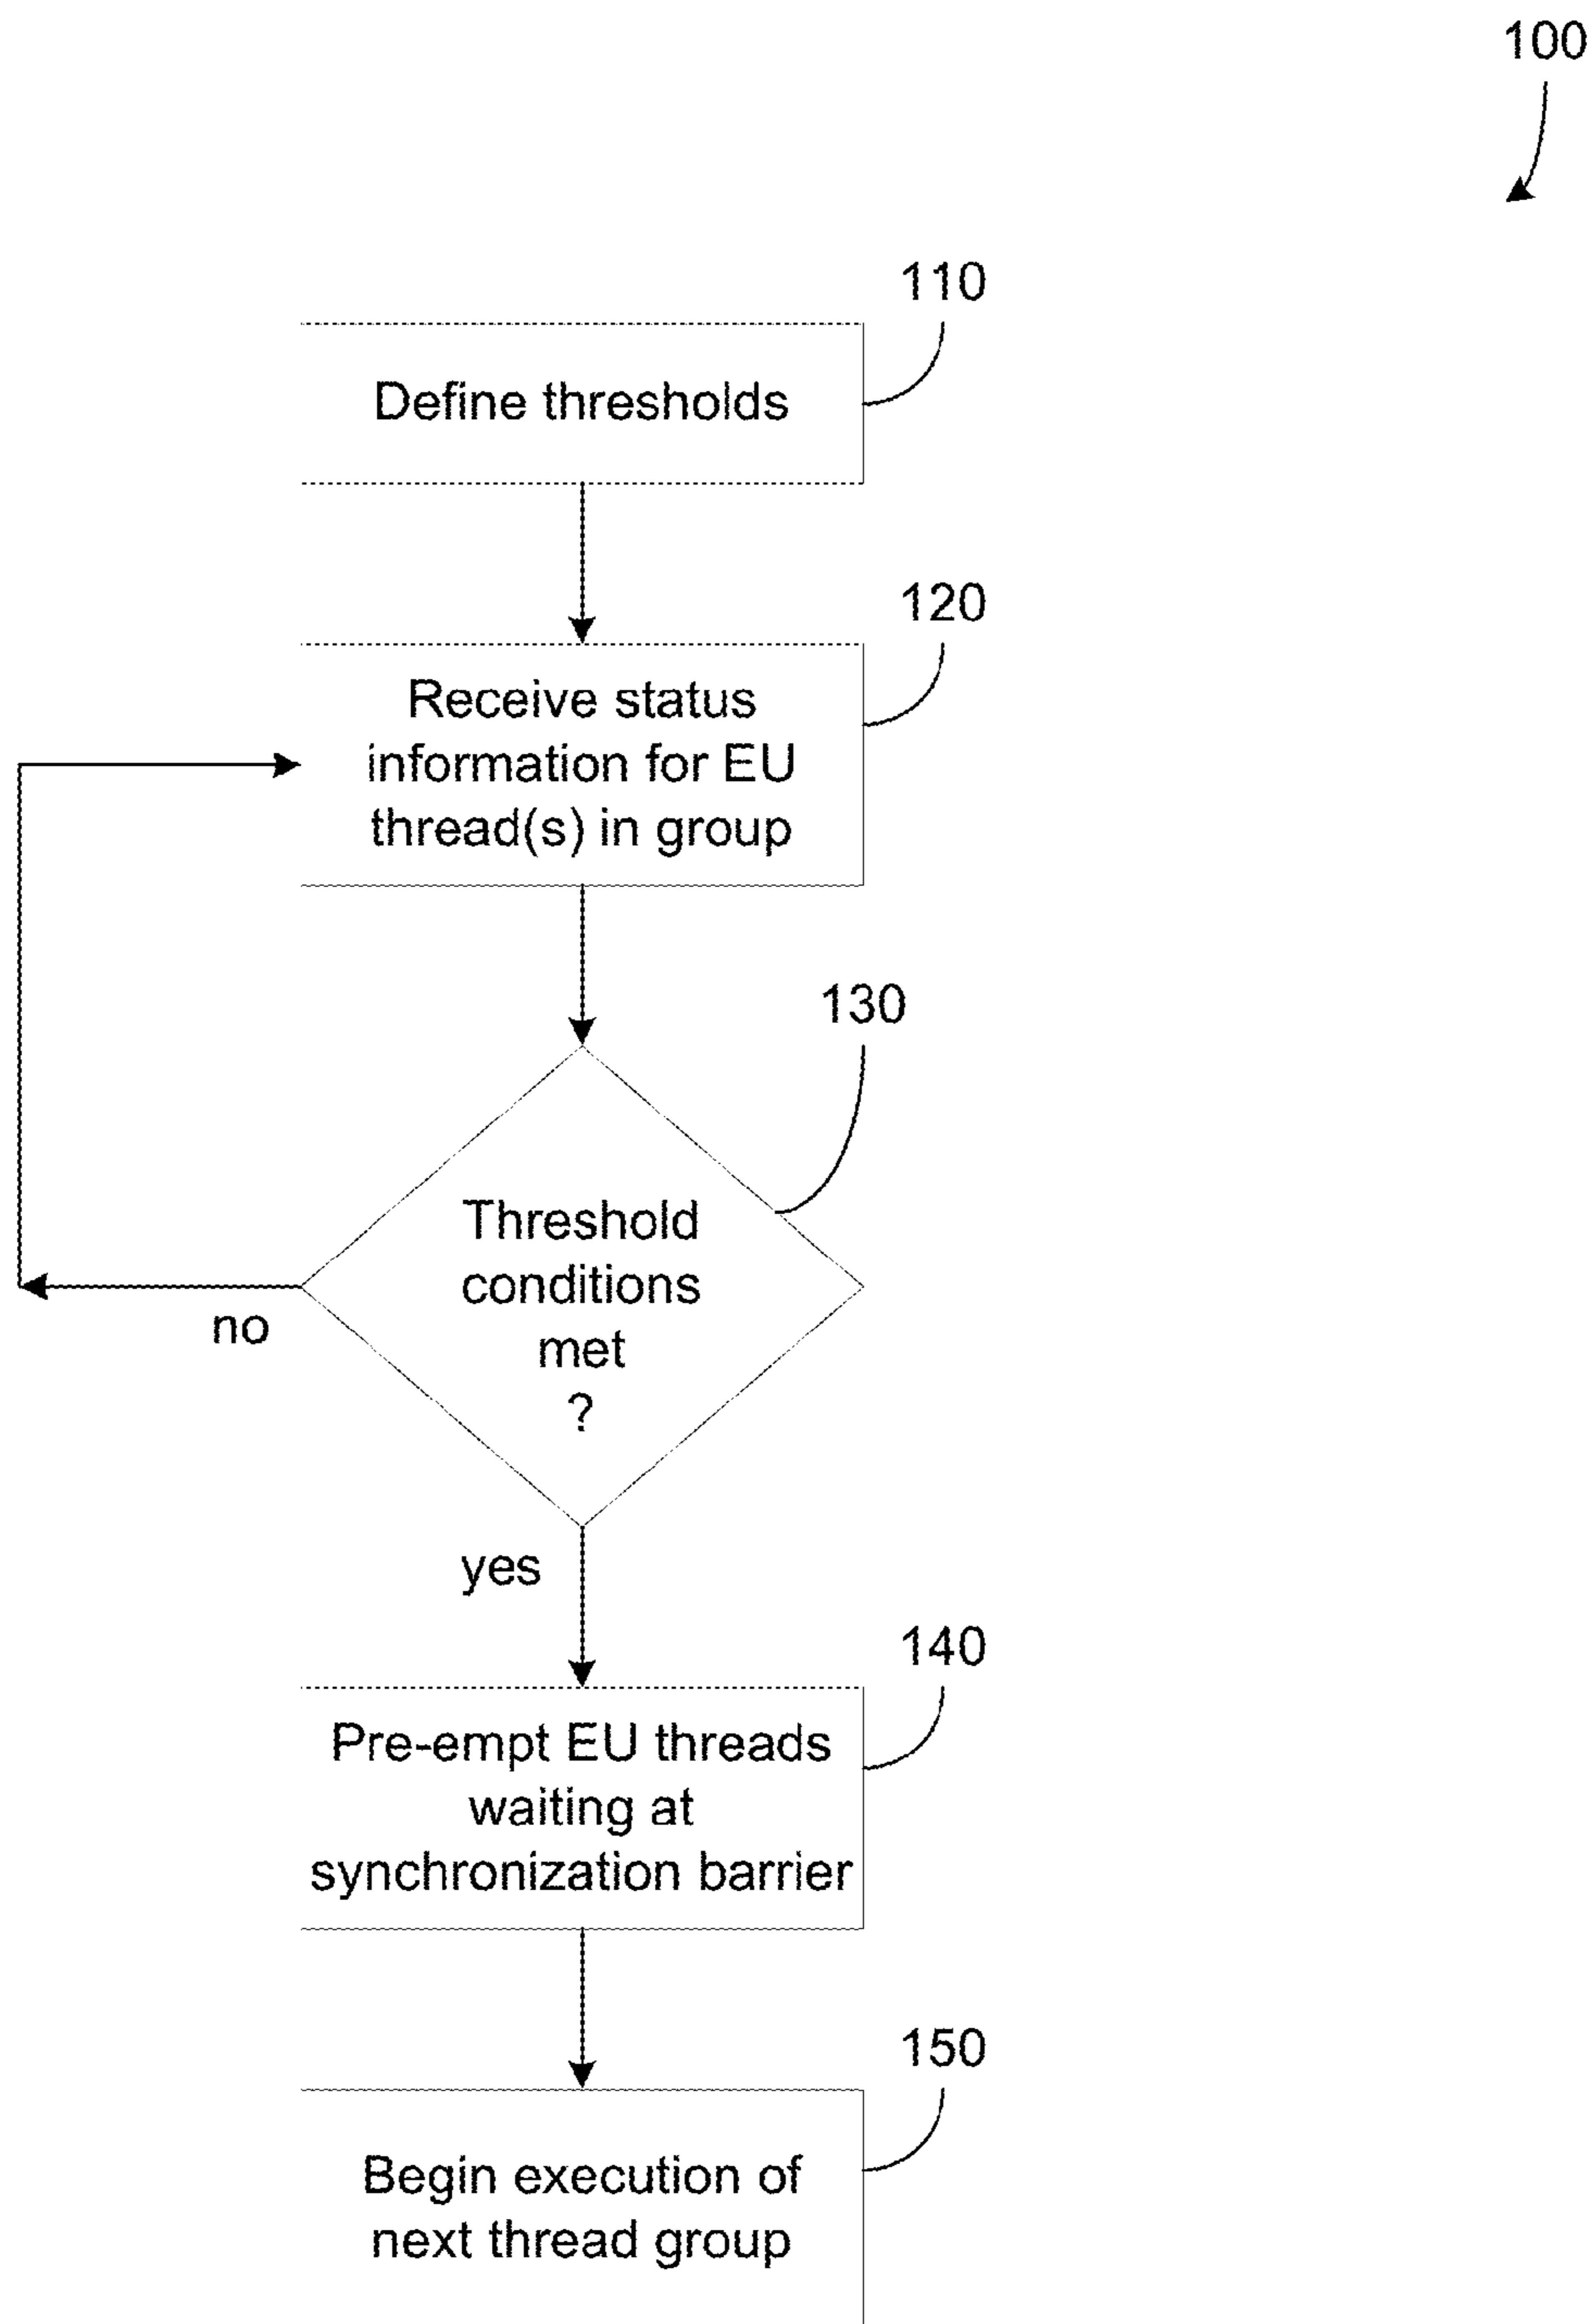 100
110
Define thresholds
120
Receive status
information for EU
thread(s) in group
130
Threshold
conditions
met
?
no
yes
140
Pre-empt EU threads
waiting at
synchronization barrier
150
Begin execution of
next thread group